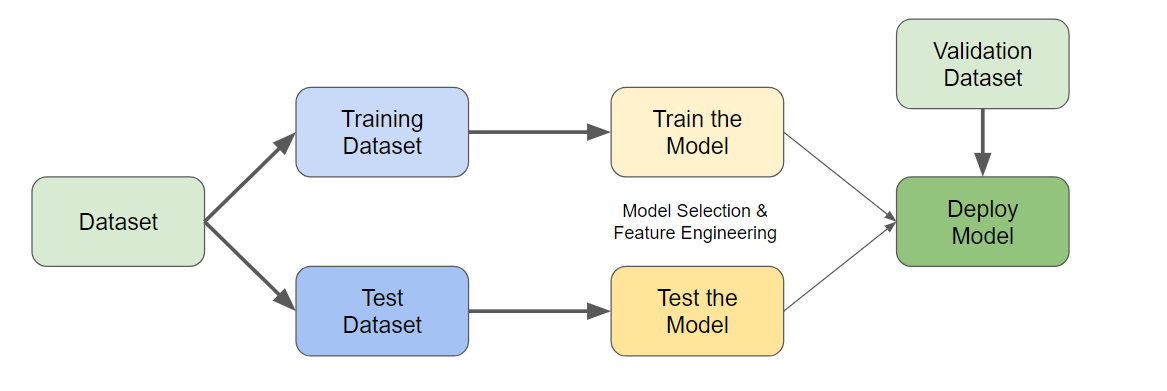 Validation
Dataset
Training
Dataset
Train the
Model
Dataset
Model Selection &
Feature Engineering
Deploy
Model
Test
Dataset
Test the
Model